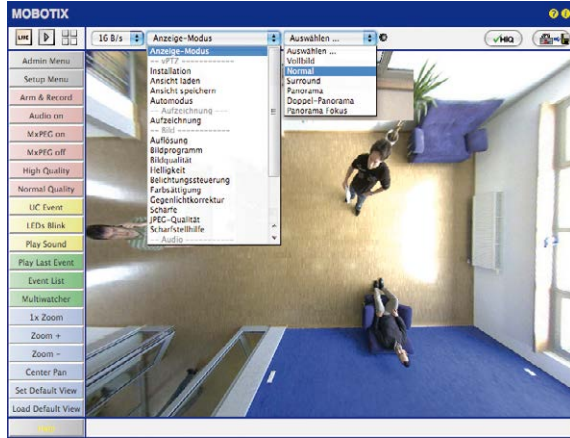 MOBOTIX
LIVE
16 B/s
Anzeige-Modus
Auswählen ...
HiQ
Anzeige-Modus
-- vPTZ --------------
Installation
Ansicht laden
Ansicht speichern
Automodus
-- Aufzeichnung ----
Aufzeichnung
-- Bild --------------
Auflösung
Bildprogramm
Bildqualität
Helligkeit
Belichtungssteuerung
Farbsättigung
Gegenlichtkorrektur
Schärfe
JPEG-Qualität
Scharfstellhilfe
-- Audio ------------
Auswählen ...
Vollbild
Normal
Surround
Panorama
Doppel-Panorama
Panorama Fokus
Admin Menu
Setup Menu
Arm & Record
Audio on
MxPEG on
MxPEG off
High Quality
Normal Quality
UC Event
LEDs Blink
Play Sound
Play Last Event
Event List
Multiwatcher
1x Zoom
Zoom +
Zoom –
Center Pan
Set Default View
Load Default View